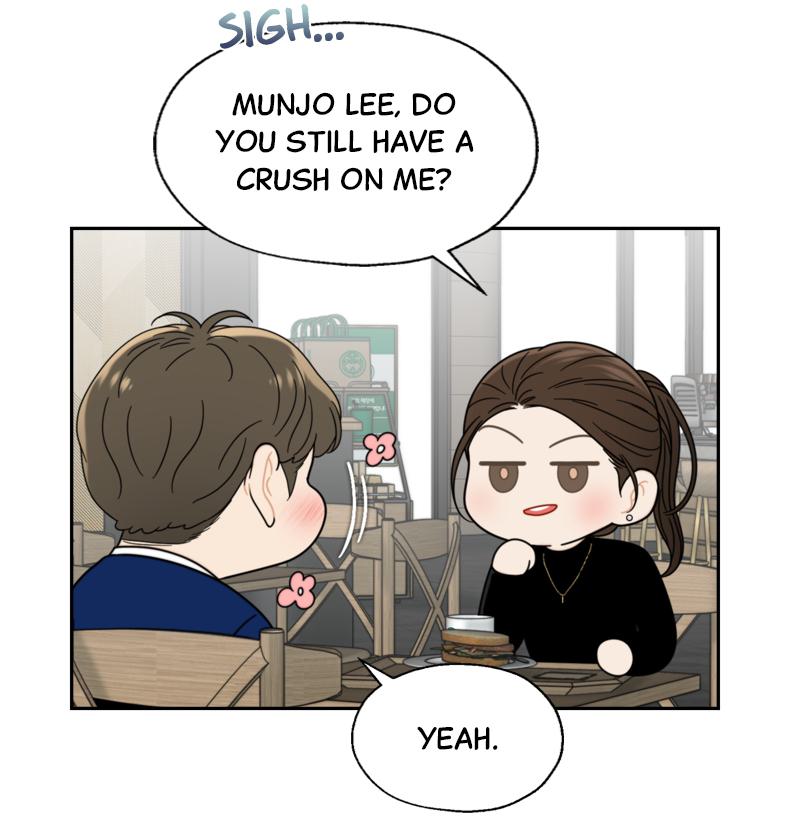 SIGH...
MUNJO LEE, DO
YOU STILL HAVE A
CRUSH ON ME?
YEAH.